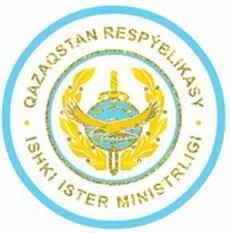 QAZAQSTAN RESPÝBLIKASY
ISHKI ISTER MINISTRLIGI